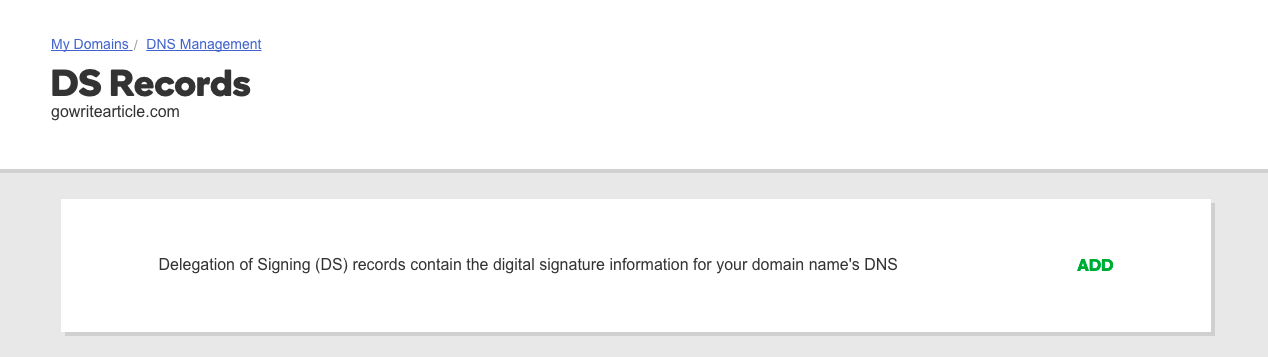 My Domains / DNS Management
DS Records
gowritearticle.com
Delegation of Signing (DS) records contain the digital signature information for your domain name's DNS
ADD